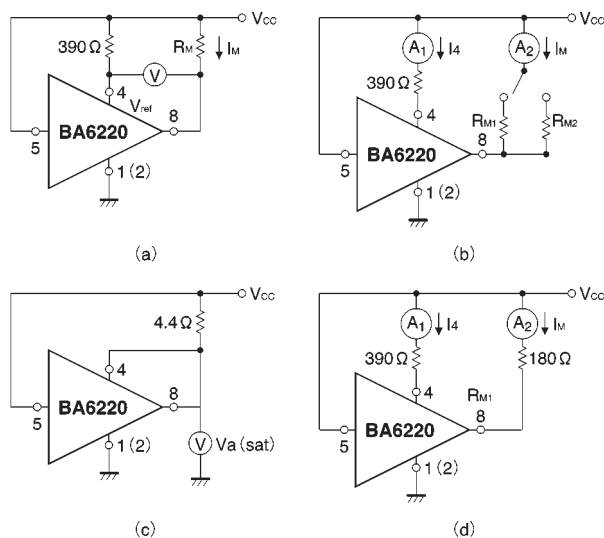 Vcc
390Ω
RM
IM
V
4
Vref
BA6220
8
5
1(2)
(a)
Vcc
A1
I4
A2
IM
390Ω
4
RM1
RM2
BA6220
8
5
1(2)
(b)
Vcc
4.4Ω
4
BA6220
8
5
1(2)
V
Va(sat)
(c)
Vcc
A1
I4
A2
IM
390Ω
180Ω
4
RM1
BA6220
8
5
1(2)
(d)